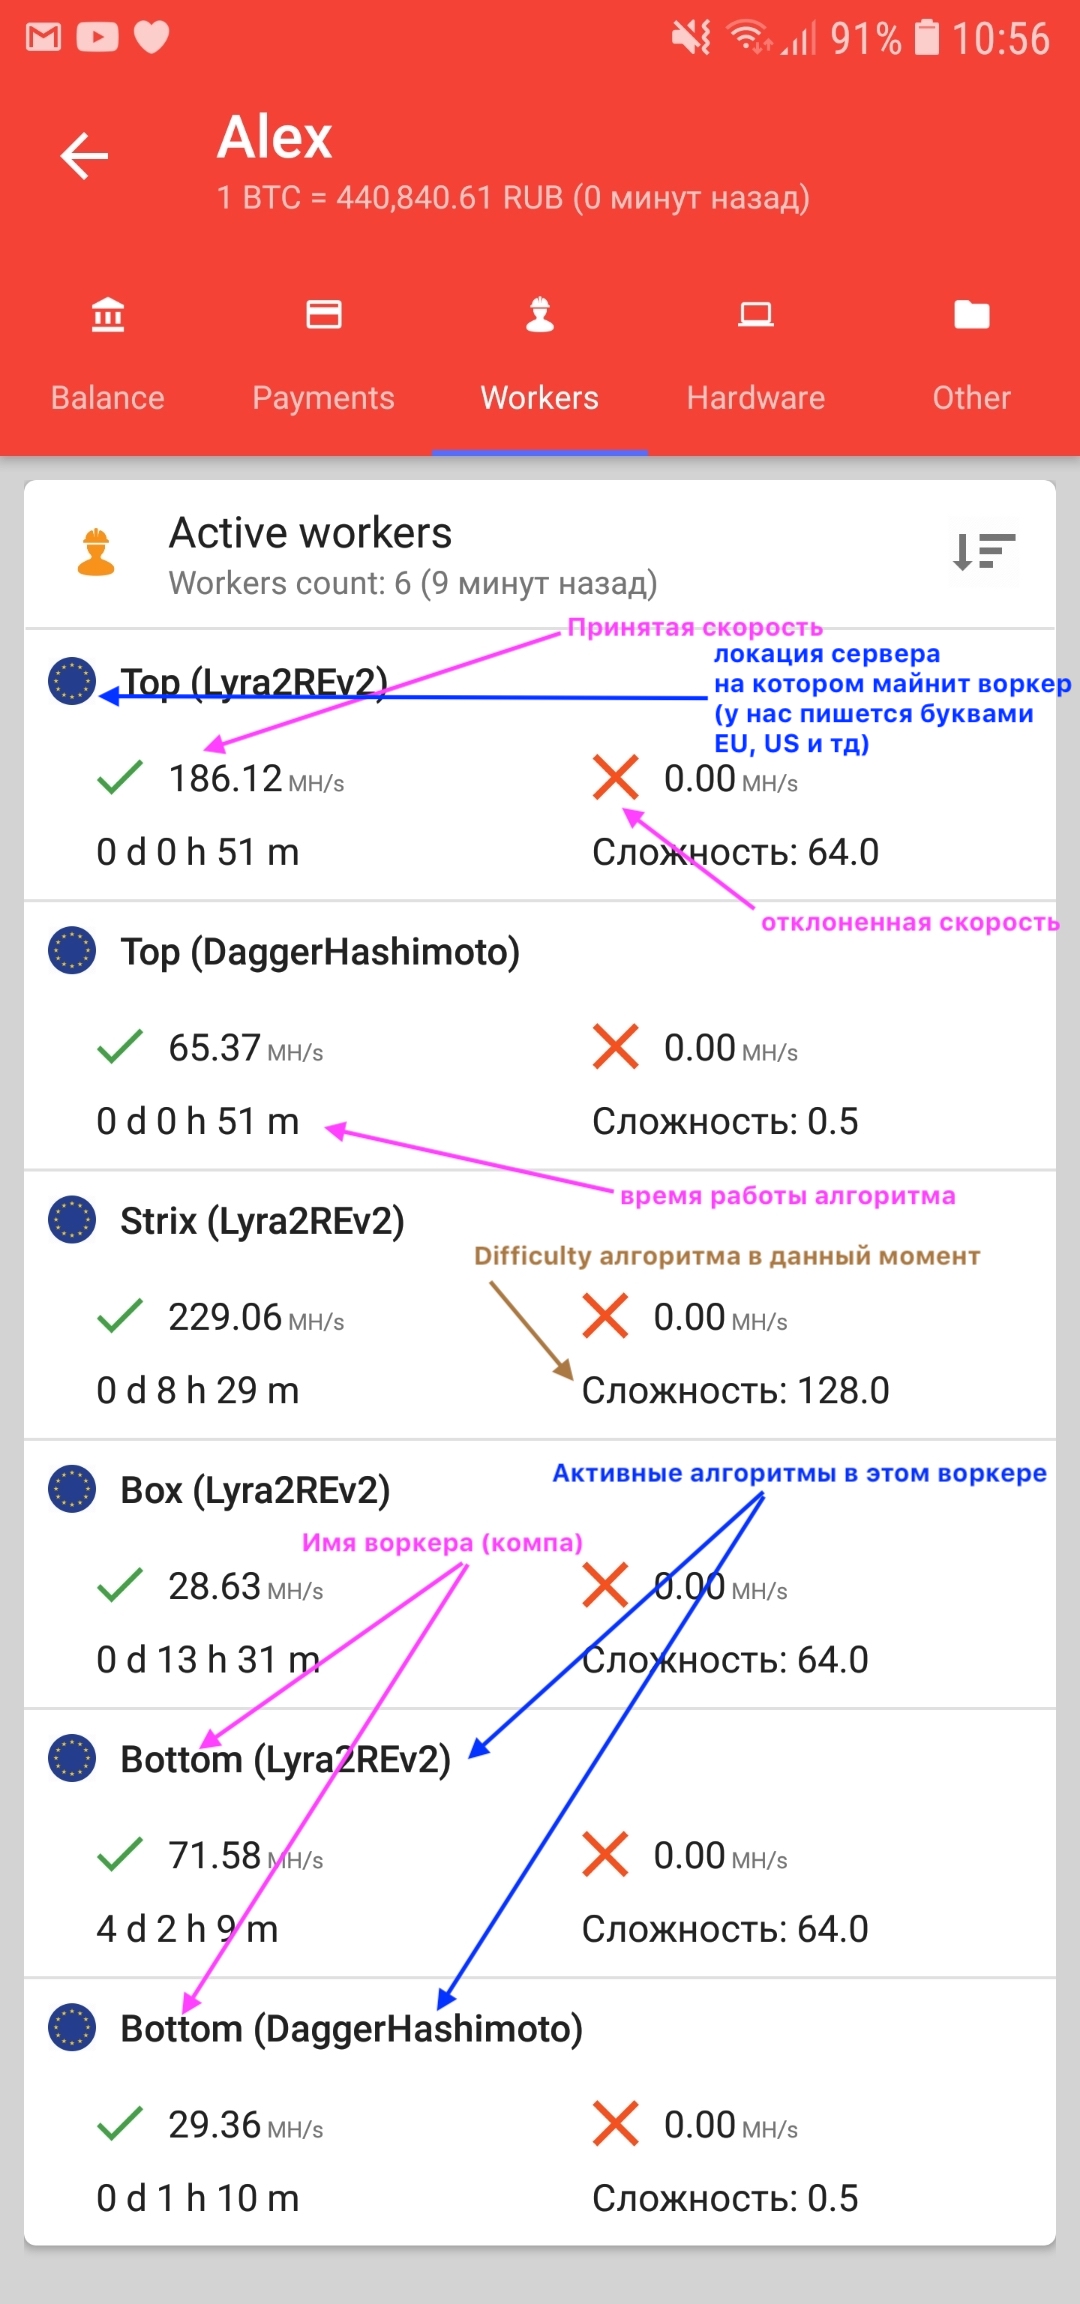 91% 10:56
Alex
1 BTC = 440,840.61 RUB (0 минут назад)
Balance Payments Workers Hardware Other
Active workers
Workers count: 6 (9 минут назад)
Принятая скорость
локация сервера
на котором майнит воркер
(у нас пишется буквами
EU, US и тд)
Top (Lyra2REv2)
186.12 MH/s 0.00 MH/s
0 d 0 h 51 m Сложность: 64.0
отклоненная скорость
Top (DaggerHashimoto)
65.37 MH/s 0.00 MH/s
0 d 0 h 51 m Сложность: 0.5
время работы алгоритма
Strix (Lyra2REv2)
Difficulty алгоритма в данный момент
229.06 MH/s 0.00 MH/s
0 d 8 h 29 m Сложность: 128.0
Активные алгоритмы в этом воркере
Box (Lyra2REv2)
Имя воркера (компа)
28.63 MH/s 0.00 MH/s
0 d 13 h 31 m Сложность: 64.0
Bottom (Lyra2REv2)
71.58 MH/s 0.00 MH/s
4 d 2 h 9 m Сложность: 64.0
Bottom (DaggerHashimoto)
29.36 MH/s 0.00 MH/s
0 d 1 h 10 m Сложность: 0.5